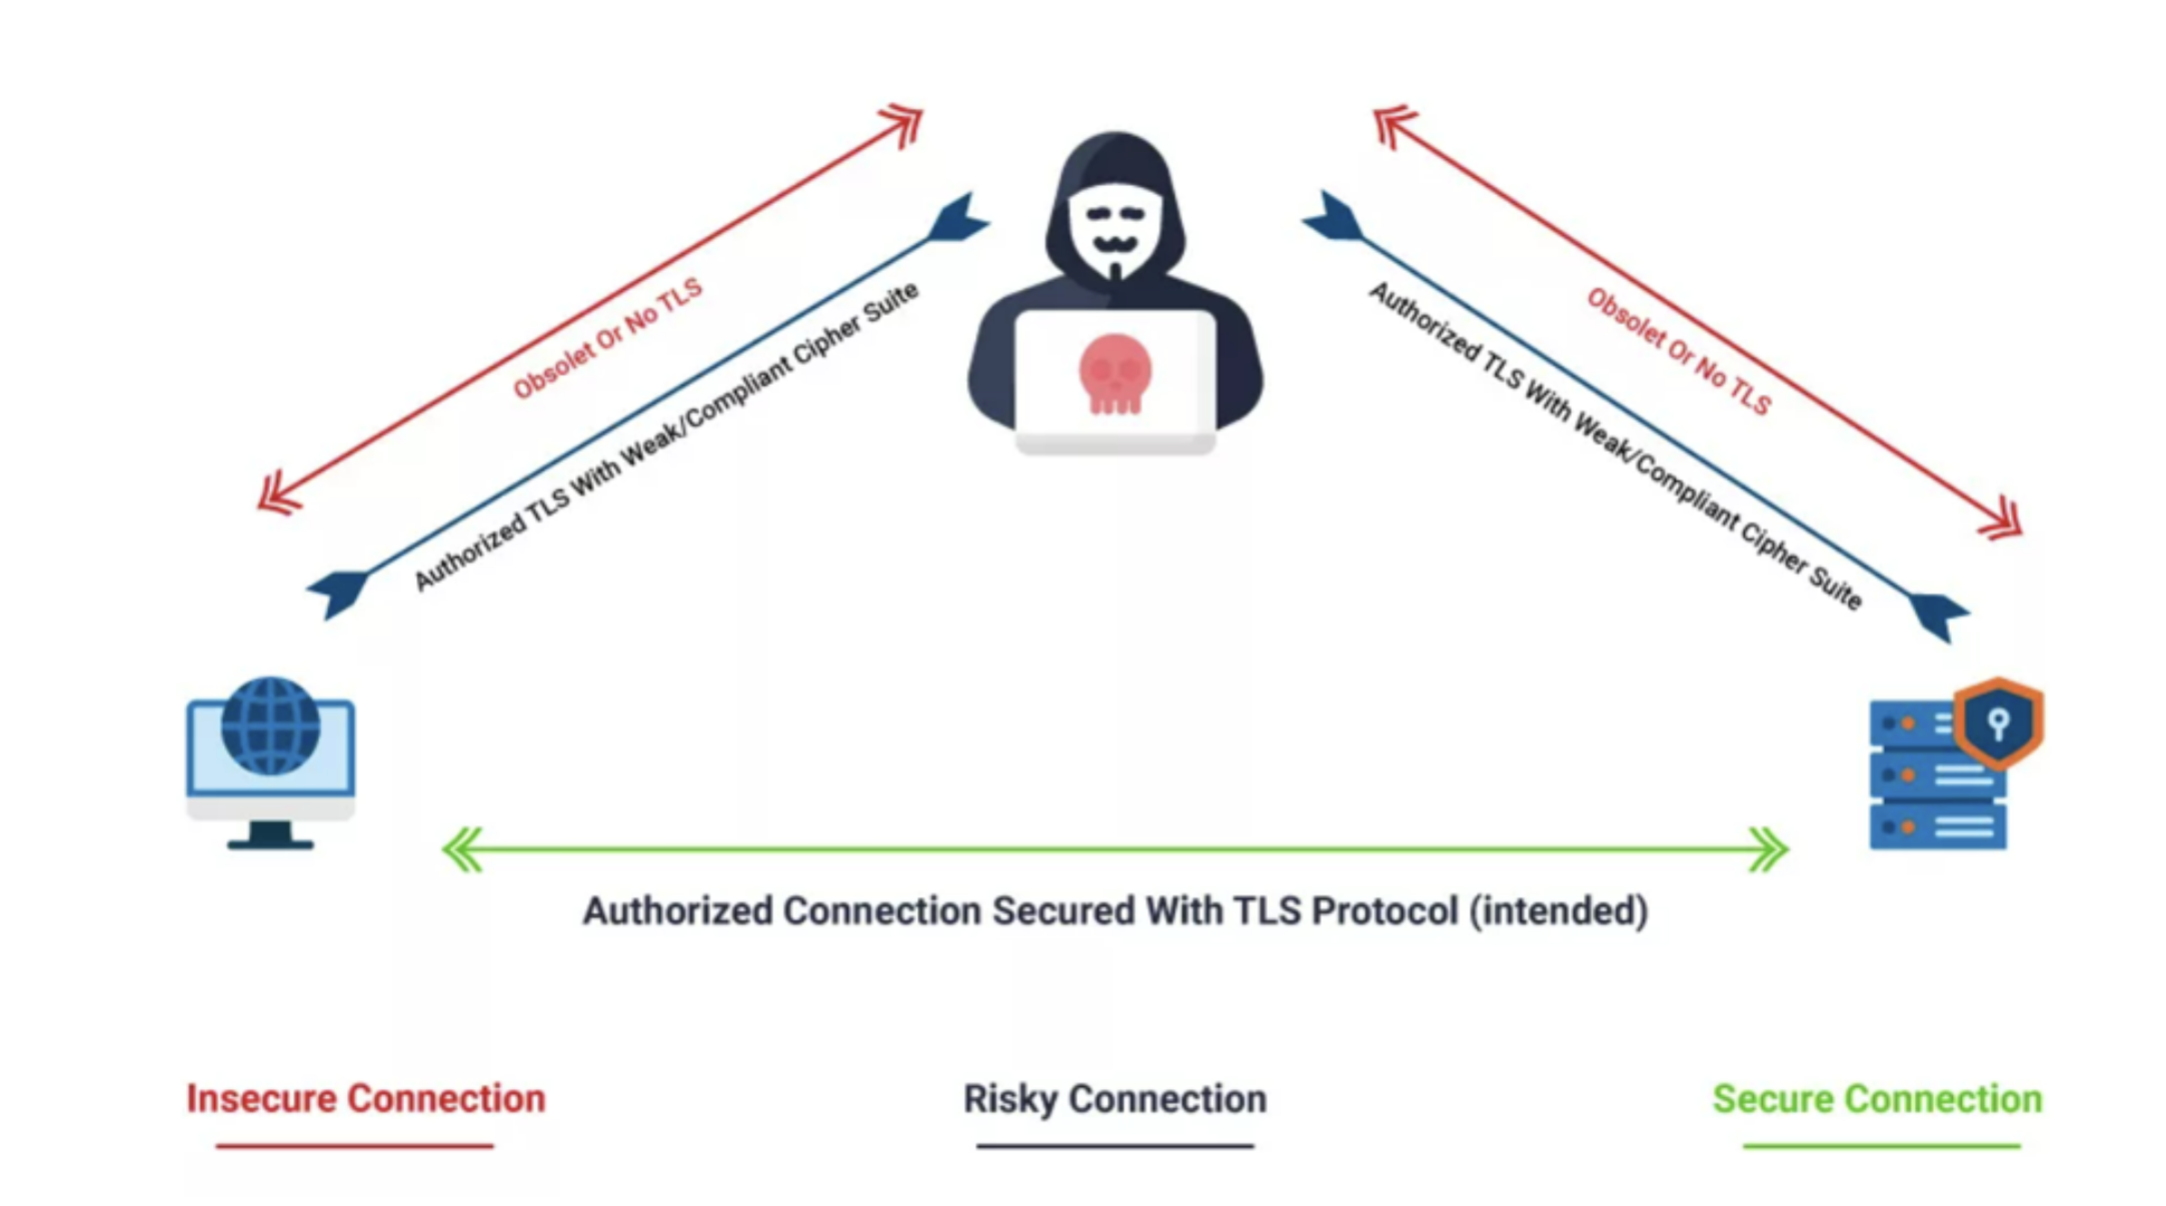 Obsolet Or No TLS
Authorized TLS With Weak/Compliant Cipher Suite
Obsolet Or No TLS
Authorized TLS With Weak/Compliant Cipher Suite
Authorized Connection Secured With TLS Protocol (intended)
Insecure Connection
Risky Connection
Secure Connection